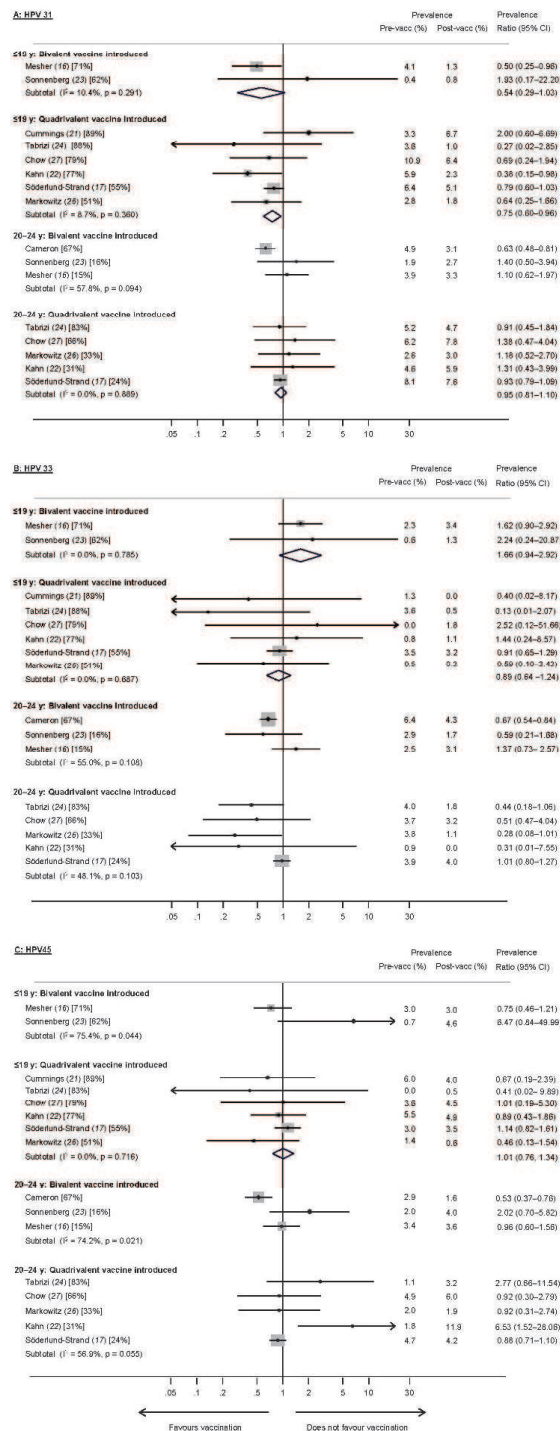 A: HPV 31
Prevalence Prevalence
Pre-vacc (%) Post-vacc (%) Ratio (95% CI)
≤19 y: Bivalent vaccine introduced
Mesher (16) [71%] 4.1 1.3 0.50 (0.25–0.98)
Sonnenberg (23) [62%] 0.4 0.8 1.93 (0.17–22.20)
Subtotal (I² = 10.4%, p = 0.291) 0.54 (0.29–1.03)
≤19 y: Quadrivalent vaccine Introduced
Cummings (21) [89%] 3.3 6.7 2.00 (0.60–6.69)
Tabrizi (24) [88%] 3.6 1.0 0.27 (0.02–2.85)
Chow (27) [79%] 10.9 6.4 0.69 (0.24–1.94)
Kahn (22) [77%] 5.9 2.3 0.38 (0.15–0.98)
Söderlund-Strand (17) [55%] 6.4 5.1 0.79 (0.60–1.03)
Markowitz (26) [51%] 2.8 1.8 0.64 (0.25–1.66)
Subtotal (I² = 8.7%, p = 0.360) 0.75 (0.60–0.96)
20–24 y: Bivalent vaccine Introduced
Cameron [67%] 4.9 3.1 0.63 (0.48–0.81)
Sonnenberg (23) [16%] 1.9 2.7 1.40 (0.50–3.94)
Mesher (16) [15%] 3.9 3.3 1.10 (0.62–1.97)
Subtotal (I² = 57.8%, p = 0.094)
20–24 y: Quadrivalent vaccine Introduced
Tabrizi (24) [83%] 5.2 4.7 0.91 (0.45–1.84)
Chow (27) [66%] 6.2 7.8 1.38 (0.47–4.04)
Markowitz (26) [33%] 2.6 3.0 1.18 (0.52–2.70)
Kahn (22) [31%] 4.6 5.9 1.31 (0.43–3.99)
Söderlund-Strand (17) [24%] 8.1 7.6 0.93 (0.79–1.09)
Subtotal (I² = 0.0%, p = 0.889) 0.95 (0.81–1.10)
.05 .1 .2 .5 1 2 5 10 30
B: HPV 33
Prevalence Prevalence
Pre-vacc (%) Post-vacc (%) Ratio (95% CI)
≤19 y: Bivalent vaccine Introduced
Mesher (16) [71%] 2.3 3.4 1.62 (0.90–2.92)
Sonnenberg (23) [62%] 0.6 1.3 2.24 (0.24–20.87)
Subtotal (I² = 0.0%, p = 0.785) 1.66 (0.94–2.92)
≤19 y: Quadrivalent vaccine Introduced
Cummings (21) [89%] 1.3 0.0 0.40 (0.02–8.17)
Tabrizi (24) [88%] 3.6 0.5 0.13 (0.01–2.07)
Chow (27) [79%] 0.0 1.8 2.52 (0.12–51.66)
Kahn (22) [77%] 0.8 1.1 1.44 (0.24–8.57)
Söderlund-Strand (17) [55%] 3.5 3.2 0.91 (0.65–1.29)
Markowitz (26) [51%] 0.5 0.3 0.59 (0.10–3.42)
Subtotal (I² = 0.0%, p = 0.687) 0.89 (0.64–1.24)
20–24 y: Bivalent vaccine Introduced
Cameron [67%] 6.4 4.3 0.67 (0.54–0.84)
Sonnenberg (23) [16%] 2.9 1.7 0.59 (0.21–1.68)
Mesher (16) [15%] 2.5 3.1 1.37 (0.73–2.57)
Subtotal (I² = 55.0%, p = 0.108)
20–24 y: Quadrivalent vaccine Introduced
Tabrizi (24) [83%] 4.0 1.8 0.44 (0.18–1.06)
Chow (27) [66%] 3.7 3.2 0.51 (0.47–4.04)
Markowitz (26) [33%] 3.8 1.1 0.28 (0.08–1.01)
Kahn (22) [31%] 0.9 0.0 0.31 (0.01–7.55)
Söderlund-Strand (17) [24%] 3.9 4.0 1.01 (0.80–1.27)
Subtotal (I² = 48.1%, p = 0.103)
.05 .1 .2 .5 1 2 5 10 30
C: HPV45
Prevalence Prevalence
Pre-vacc (%) Post-vacc (%) Ratio (95% CI)
≤19 y: Bivalent vaccine introduced
Mesher (16) [71%] 3.0 3.0 0.75 (0.46–1.21)
Sonnenberg (23) [62%] 0.7 4.6 6.47 (0.84–49.99
Subtotal (I² = 75.4%, p = 0.044)
≤19 y: Quadrivalent vaccine introduced
Cummings (21) [89%] 6.0 4.0 0.67 (0.19–2.39)
Tabrizi (24) [83%] 0.0 0.5 0.41 (0.02–9.89)
Chow (27) [79%] 3.6 4.5 1.01 (0.19–5.30)
Kahn (22) [77%] 5.5 4.9 0.89 (0.43–1.86)
Söderlund-Strand (17) [55%] 3.0 3.5 1.14 (0.82–1.61)
Markowitz (26) [51%] 1.4 0.6 0.46 (0.13–1.54)
Subtotal (I² = 0.0%, p = 0.716) 1.01 (0.76, 1.34)
20–24 y: Bivalent vaccine introduced
Cameron [67%] 2.9 1.6 0.53 (0.37–0.76)
Sonnenberg (23) [16%] 2.0 4.0 2.02 (0.70–5.82)
Mesher (16) [15%] 3.4 3.6 0.96 (0.60–1.56)
Subtotal (I² = 74.2%, p = 0.021)
20–24 y: Quadrivalent vaccine introduced
Tabrizi (24) [83%] 1.1 3.2 2.77 (0.66–11.54)
Chow (27) [66%] 4.9 6.0 0.92 (0.30–2.79)
Markowitz (26) [33%] 2.0 1.9 0.92 (0.31–2.74)
Kahn (22) [31%] 1.8 11.9 6.53 (1.52–28.06)
Söderlund-Strand (17) [24%] 4.7 4.2 0.88 (0.71–1.10)
Subtotal (I² = 56.9%, p = 0.055)
.05 .1 .2 .5 1 2 5 10 30
Favours vaccination Does not favour vaccination